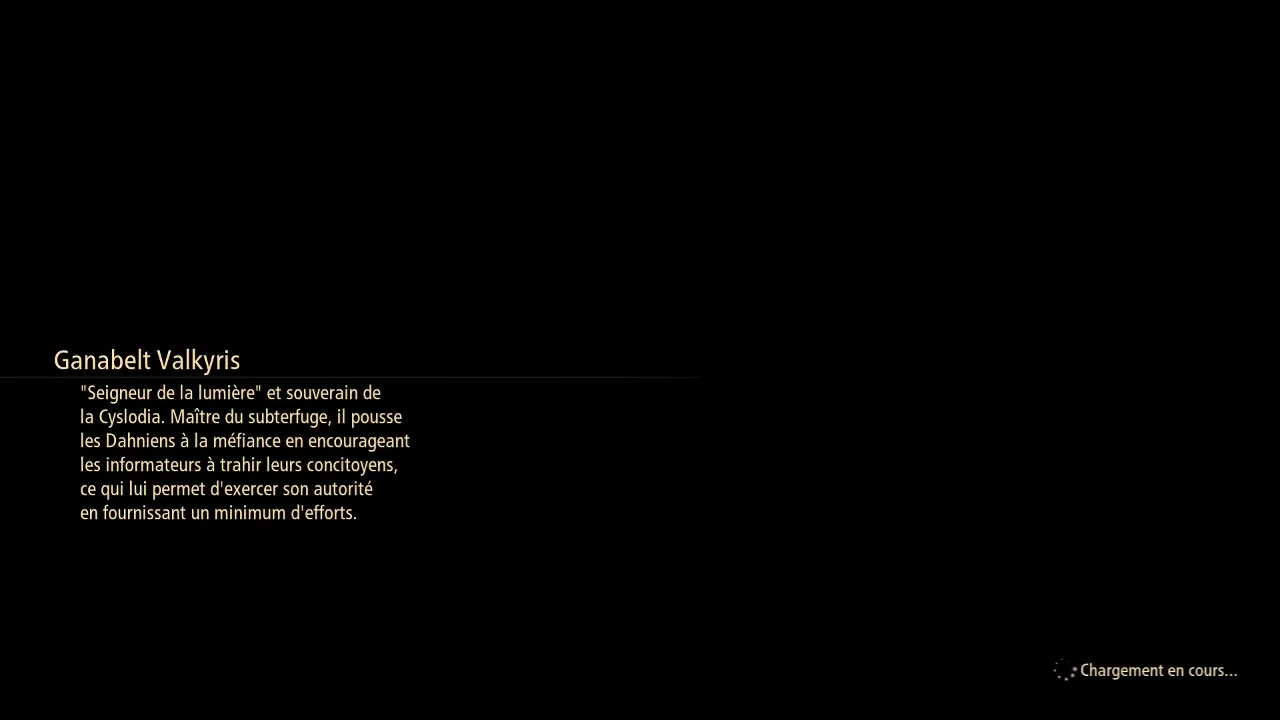 Ganabelt Valkyris
"Seigneur de la lumière" et souverain de
la Cyslodia. Maître du subterfuge, il pousse
les Dahniens à la méfiance en encourageant
les informateurs à trahir leurs concitoyens,
ce qui lui permet d'exercer son autorité
en fournissant un minimum d'efforts.
Chargement en cours...